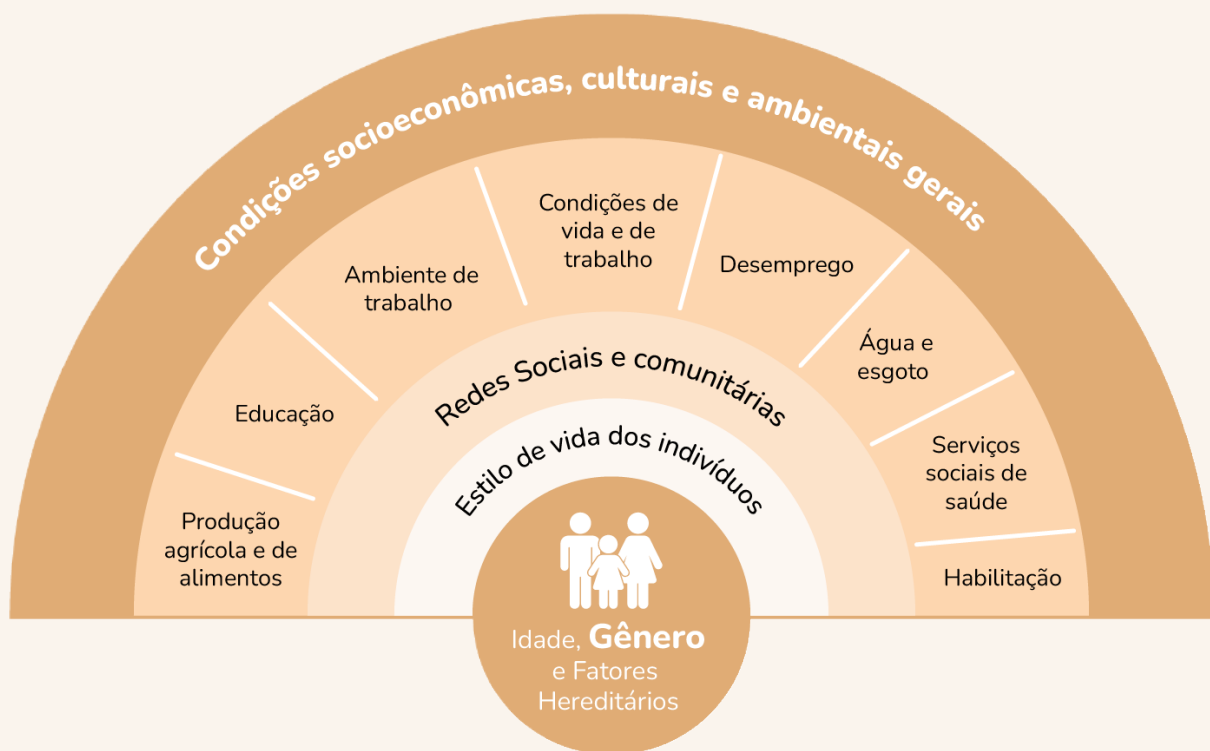 Condições socioeconômicas, culturais e ambientais gerais
Produção
agrícola e de
alimentos
Educação
Ambiente de
trabalho
Condições de
vida e de
trabalho
Desemprego
Água e
esgoto
Serviços
sociais de
saúde
Habilitação
Redes Sociais e comunitárias
Estilo de vida dos indivíduos
Idade, Gênero
e Fatores
Hereditários